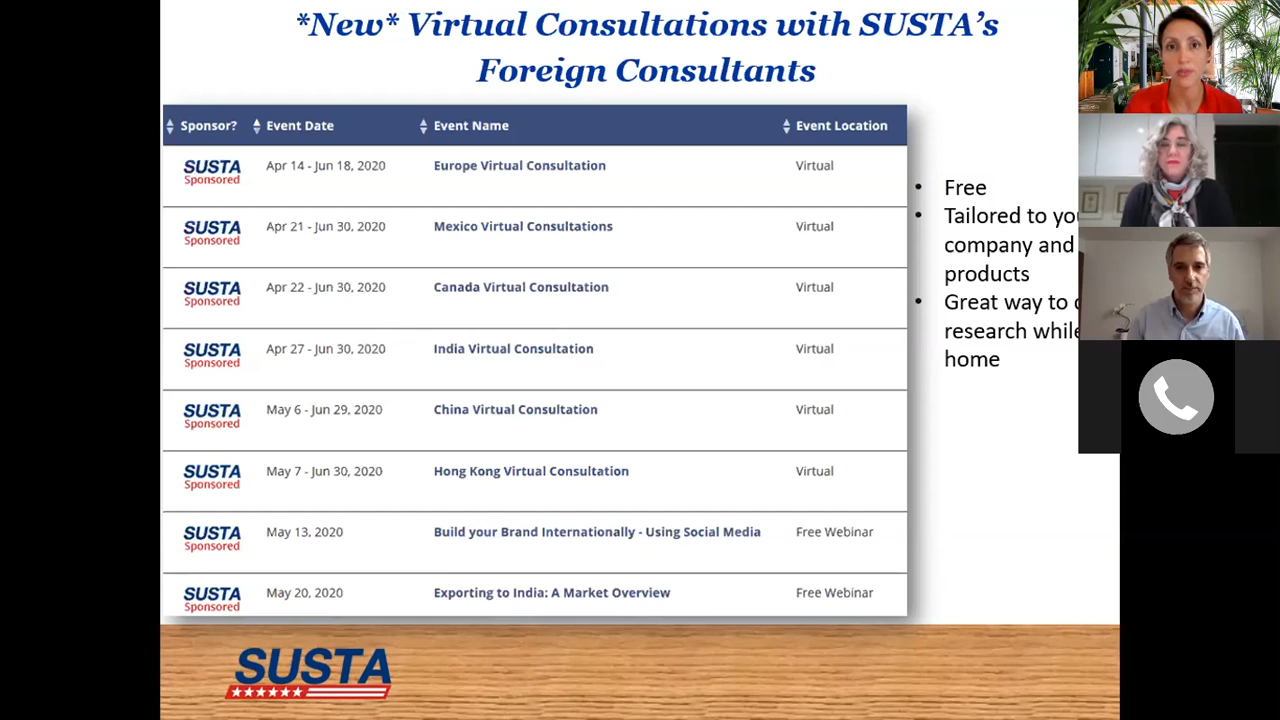 *New* Virtual Consultations with SUSTA's
Foreign Consultants
Sponsor? Event Date Event Name Event Location
SUSTA Sponsored Apr 14 - Jun 18, 2020 Europe Virtual Consultation Virtual
SUSTA Sponsored Apr 21 - Jun 30, 2020 Mexico Virtual Consultations Virtual
SUSTA Sponsored Apr 22 - Jun 30, 2020 Canada Virtual Consultation Virtual
SUSTA Sponsored Apr 27 - Jun 30, 2020 India Virtual Consultation Virtual
SUSTA Sponsored May 6 - Jun 29, 2020 China Virtual Consultation Virtual
SUSTA Sponsored May 7 - Jun 30, 2020 Hong Kong Virtual Consultation Virtual
SUSTA Sponsored May 13, 2020 Build your Brand Internationally - Using Social Media Free Webinar
SUSTA Sponsored May 20, 2020 Exporting to India: A Market Overview Free Webinar
• Free
• Tailored to
company and
products
• Great way to
research while
home
SUSTA